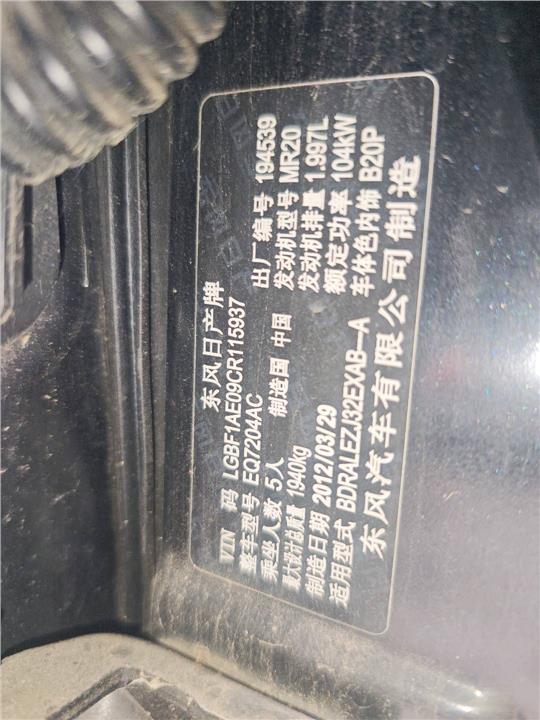 东风日产牌
VIN 码 LGBF1AE09CR115937
整车型号 EQ7204AC 出厂编号 194539
乘坐人数 5人 制造国 中国 发动机型号 MR20
最大设计总质量 1940kg 发动机排量 1.997L
制造日期 2012/03/29 额定功率 104kW
适用型式 BDRALEZJ32EXAB-A 车体色内饰 B20P
东风汽车有限公司制造